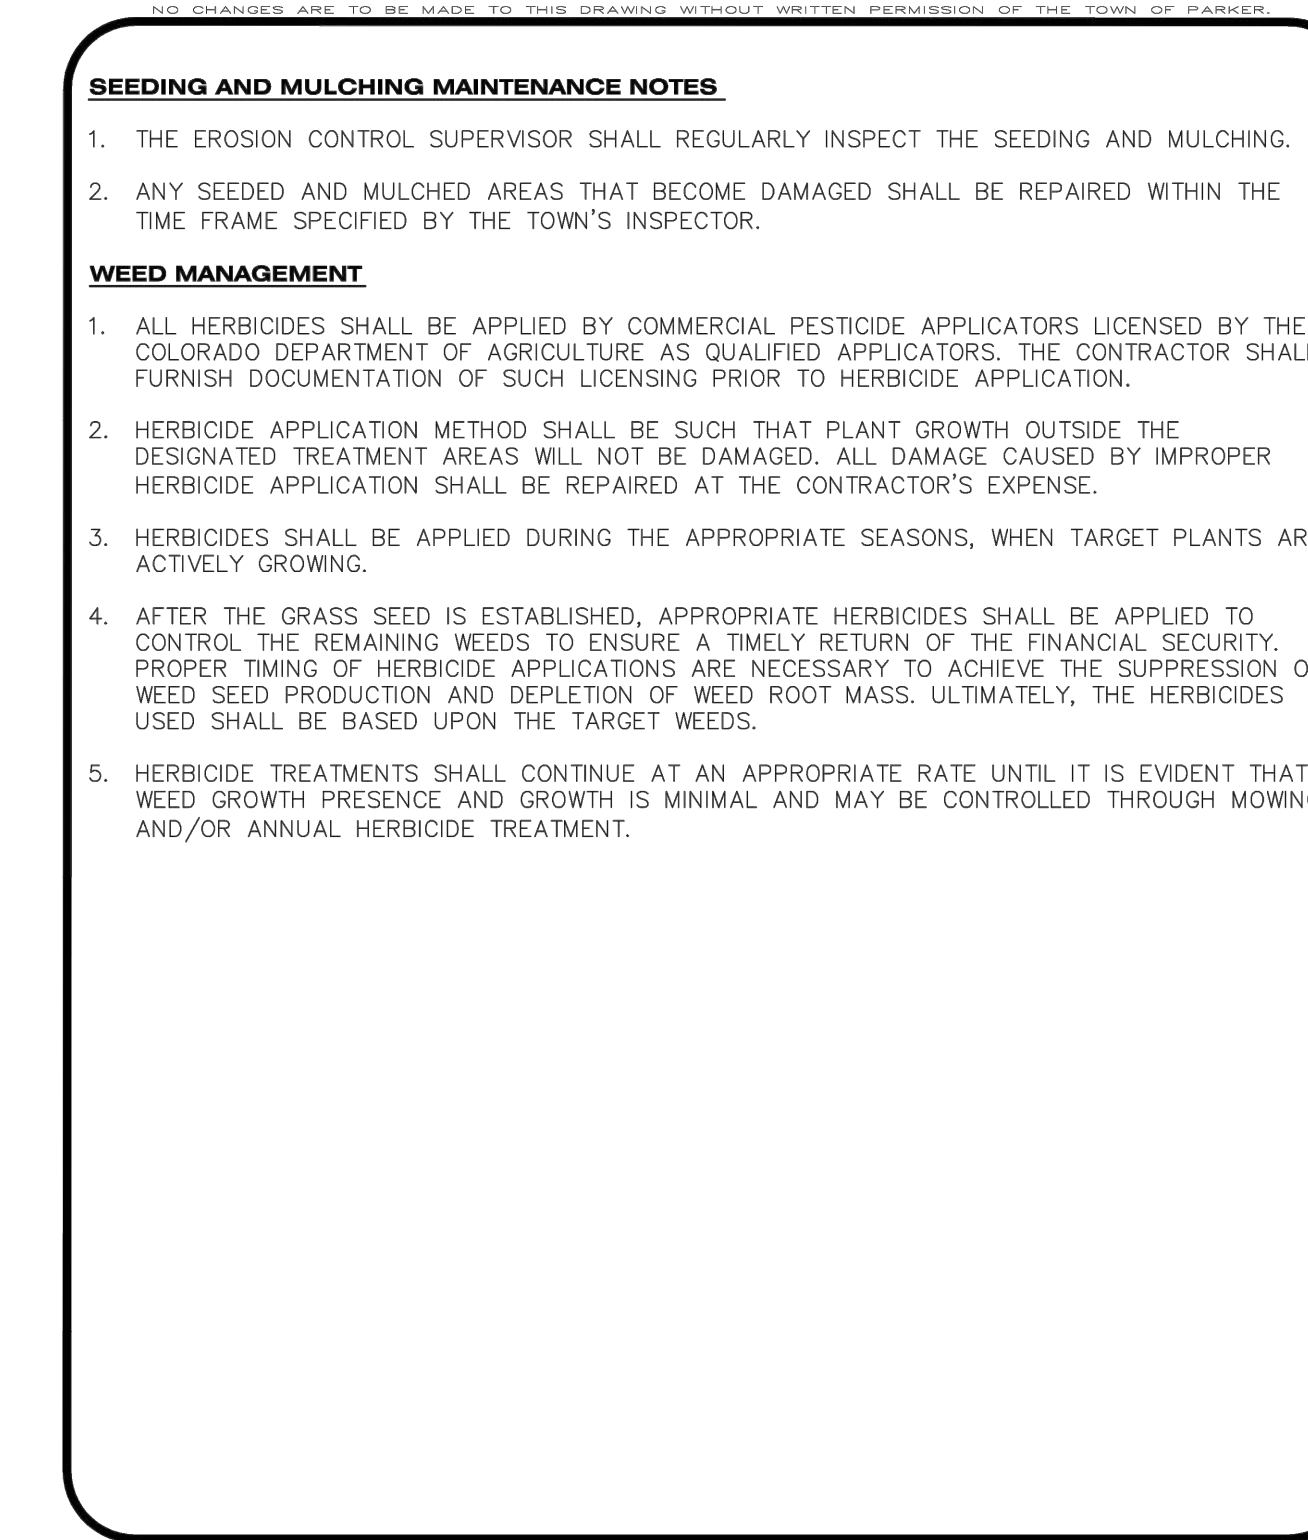 NO CHANGES ARE TO BE MADE TO THIS DRAWING WITHOUT WRITTEN PERMISSION OF THE TOWN OF PARKER.
SEEDING AND MULCHING MAINTENANCE NOTES
1. THE EROSION CONTROL SUPERVISOR SHALL REGULARLY INSPECT THE SEEDING AND MULCHING.
2. ANY SEEDED AND MULCHED AREAS THAT BECOME DAMAGED SHALL BE REPAIRED WITHIN THE
TIME FRAME SPECIFIED BY THE TOWN'S INSPECTOR.
WEED MANAGEMENT
1. ALL HERBICIDES SHALL BE APPLIED BY COMMERCIAL PESTICIDE APPLICATORS LICENSED BY THE
COLORADO DEPARTMENT OF AGRICULTURE AS QUALIFIED APPLICATORS. THE CONTRACTOR SHALL
FURNISH DOCUMENTATION OF SUCH LICENSING PRIOR TO HERBICIDE APPLICATION.
2. HERBICIDE APPLICATION METHOD SHALL BE SUCH THAT PLANT GROWTH OUTSIDE THE
DESIGNATED TREATMENT AREAS WILL NOT BE DAMAGED. ALL DAMAGE CAUSED BY IMPROPER
HERBICIDE APPLICATION SHALL BE REPAIRED AT THE CONTRACTOR'S EXPENSE.
3. HERBICIDES SHALL BE APPLIED DURING THE APPROPRIATE SEASONS, WHEN TARGET PLANTS AR
ACTIVELY GROWING.
4. AFTER THE GRASS SEED IS ESTABLISHED, APPROPRIATE HERBICIDES SHALL BE APPLIED TO
CONTROL THE REMAINING WEEDS TO ENSURE A TIMELY RETURN OF THE FINANCIAL SECURITY.
PROPER TIMING OF HERBICIDE APPLICATIONS ARE NECESSARY TO ACHIEVE THE SUPPRESSION O
WEED SEED PRODUCTION AND DEPLETION OF WEED ROOT MASS. ULTIMATELY, THE HERBICIDES
USED SHALL BE BASED UPON THE TARGET WEEDS.
5. HERBICIDE TREATMENTS SHALL CONTINUE AT AN APPROPRIATE RATE UNTIL IT IS EVIDENT THAT
WEED GROWTH PRESENCE AND GROWTH IS MINIMAL AND MAY BE CONTROLLED THROUGH MOWING
AND/OR ANNUAL HERBICIDE TREATMENT.